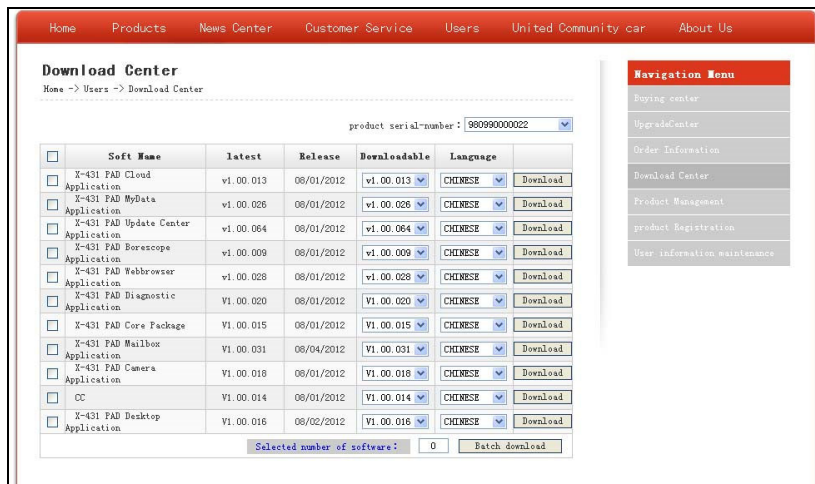 Home Products News Center Customer Service Users United Community car About Us
Download Center
Home -> Users -> Download Center
product serial-number: 980990000022
Soft Name latest Release Downloadable Language
X-431 PAD Cloud
Application v1.00.013 08/01/2012 v1.00.013 CHINESE Download
X-431 PAD MyData
Application v1.00.026 08/01/2012 v1.00.026 CHINESE Download
X-431 PAD Update Center
Application v1.00.064 08/01/2012 v1.00.064 CHINESE Download
X-431 PAD Borescope
Application v1.00.009 08/01/2012 v1.00.009 CHINESE Download
X-431 PAD Webbrowser
Application v1.00.028 08/01/2012 v1.00.028 CHINESE Download
X-431 PAD Diagnostic
Application V1.00.020 08/01/2012 V1.00.020 CHINESE Download
X-431 PAD Core Package V1.00.015 08/01/2012 V1.00.015 CHINESE Download
X-431 PAD Mailbox
Application V1.00.031 08/04/2012 V1.00.031 CHINESE Download
X-431 PAD Camera
Application V1.00.018 08/01/2012 V1.00.018 CHINESE Download
CC V1.00.014 08/01/2012 V1.00.014 CHINESE Download
X-431 PAD Desktop
Application V1.00.016 08/02/2012 V1.00.016 CHINESE Download
Selected number of software: 0 Batch download
Navigation Menu
Buying center
UpgradeCenter
Order Information
Download Center
Product Management
product Registration
User information maintenance